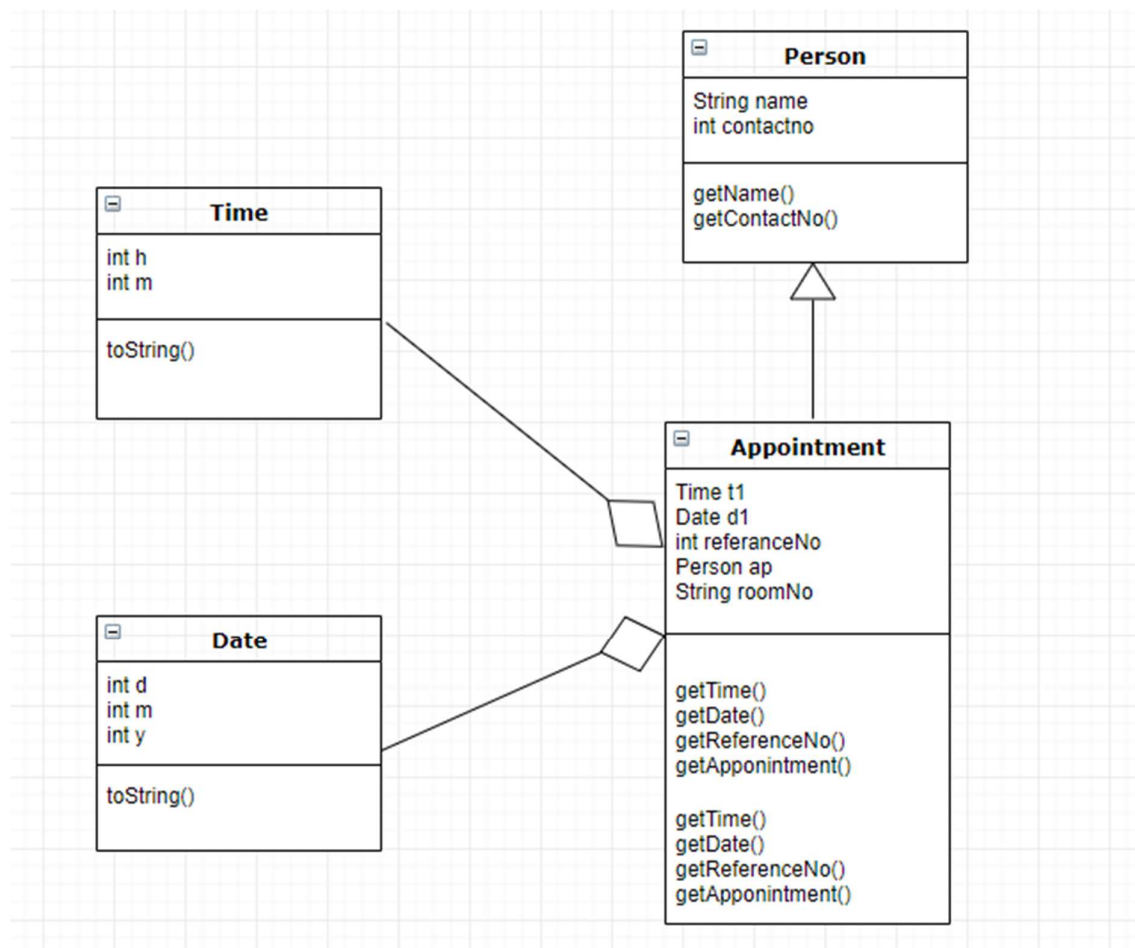 Person
String name
int contactno
getName()
getContactNo()
Time
int h
int m
toString()
Appointment
Time t1
Date d1
int referanceNo
Person ap
String roomNo
getTime()
getDate()
getReferenceNo()
getApponintment()
getTime()
getDate()
getReferenceNo()
getApponintment()
Date
int d
int m
int y
toString()